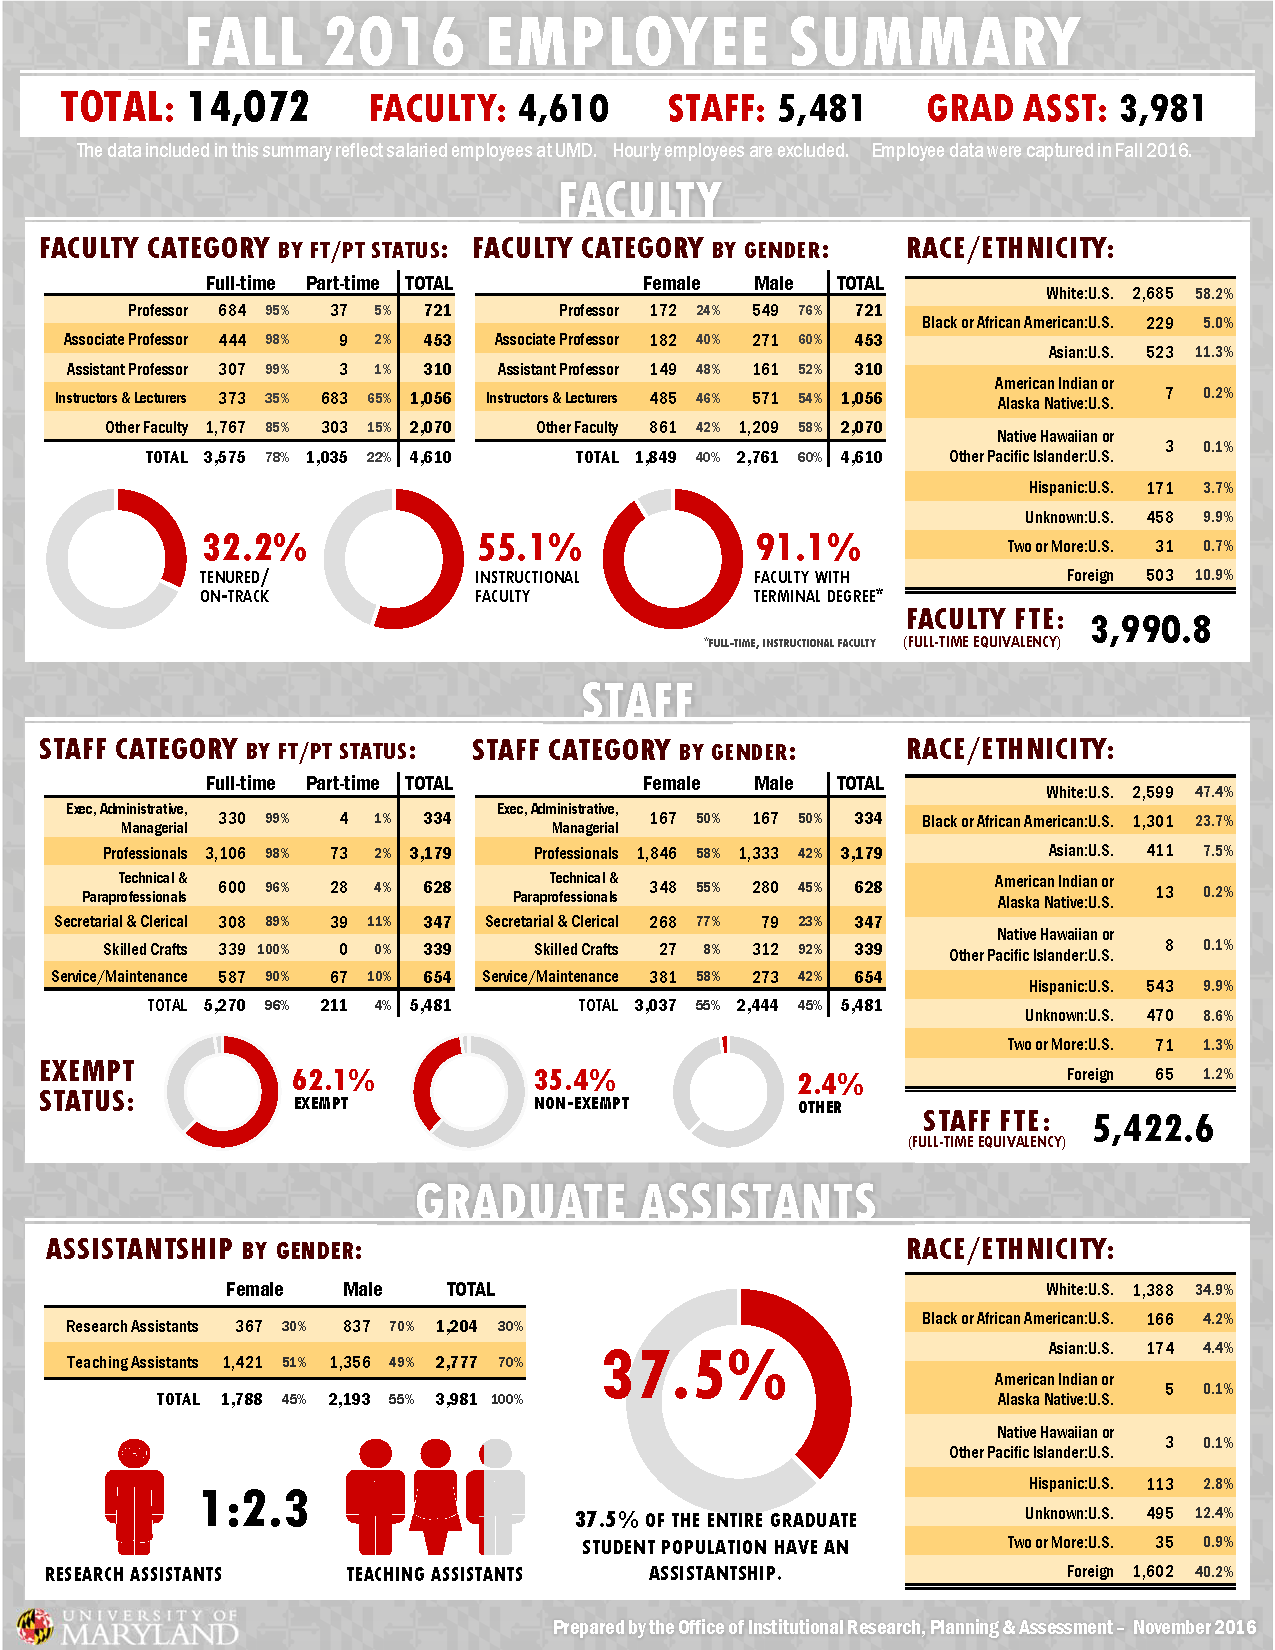 FALL 2016 EMPLOYEE SUMMARY
TOTAL: 14,072 FACULTY: 4,610 STAFF: 5,481 GRAD ASST: 3,981
The data included in this summary reflect salaried employees at UMD. Hourly employees are excluded. Employee data were captured in Fall 2016.
FACULTY
FACULTY CATEGORY BY FT/PT STATUS:
Full-time Part-time TOTAL
Professor 684 95% 37 5% 721
Associate Professor 444 98% 9 2% 453
Assistant Professor 307 99% 3 1% 310
Instructors & Lecturers 373 35% 683 65% 1,056
Other Faculty 1,767 85% 303 15% 2,070
TOTAL 3,575 78% 1,035 22% 4,610
FACULTY CATEGORY BY GENDER:
Female Male TOTAL
Professor 172 24% 549 76% 721
Associate Professor 182 40% 271 60% 453
Assistant Professor 149 48% 161 52% 310
Instructors & Lecturers 485 46% 571 54% 1,056
Other Faculty 861 42% 1,209 58% 2,070
TOTAL 1,849 40% 2,761 60% 4,610
32.2%
TENURED/
ON-TRACK
55.1%
INSTRUCTIONAL
FACULTY
91.1%
FACULTY WITH
TERMINAL DEGREE*
*FULL-TIME, INSTRUCTIONAL FACULTY
RACE/ETHNICITY:
White:U.S. 2,685 58.2%
Black or African American:U.S. 229 5.0%
Asian:U.S. 523 11.3%
American Indian or
Alaska Native:U.S. 7 0.2%
Native Hawaiian or
Other Pacific Islander:U.S. 3 0.1%
Hispanic:U.S. 171 3.7%
Unknown:U.S. 458 9.9%
Two or More:U.S. 31 0.7%
Foreign 503 10.9%
FACULTY FTE: 3,990.8
(FULL-TIME EQUIVALENCY)
STAFF
STAFF CATEGORY BY FT/PT STATUS:
Full-time Part-time TOTAL
Exec, Administrative,
Managerial 330 99% 4 1% 334
Professionals 3,106 98% 73 2% 3,179
Technical &
Paraprofessionals 600 96% 28 4% 628
Secretarial & Clerical 308 89% 39 11% 347
Skilled Crafts 339 100% 0 0% 339
Service/Maintenance 587 90% 67 10% 654
TOTAL 5,270 96% 211 4% 5,481
STAFF CATEGORY BY GENDER:
Female Male TOTAL
Exec, Administrative,
Managerial 167 50% 167 50% 334
Professionals 1,846 58% 1,333 42% 3,179
Technical &
Paraprofessionals 348 55% 280 45% 628
Secretarial & Clerical 268 77% 79 23% 347
Skilled Crafts 27 8% 312 92% 339
Service/Maintenance 381 58% 273 42% 654
TOTAL 3,037 55% 2,444 45% 5,481
EXEMPT
STATUS:
62.1%
EXEMPT
35.4%
NON-EXEMPT
2.4%
OTHER
RACE/ETHNICITY:
White:U.S. 2,599 47.4%
Black or African American:U.S. 1,301 23.7%
Asian:U.S. 411 7.5%
American Indian or
Alaska Native:U.S. 13 0.2%
Native Hawaiian or
Other Pacific Islander:U.S. 8 0.1%
Hispanic:U.S. 543 9.9%
Unknown:U.S. 470 8.6%
Two or More:U.S. 71 1.3%
Foreign 65 1.2%
STAFF FTE: 5,422.6
(FULL-TIME EQUIVALENCY)
GRADUATE ASSISTANTS
ASSISTANTSHIP BY GENDER:
Female Male TOTAL
Research Assistants 367 30% 837 70% 1,204 30%
Teaching Assistants 1,421 51% 1,356 49% 2,777 70%
TOTAL 1,788 45% 2,193 55% 3,981 100%
1:2.3
RESEARCH ASSISTANTS TEACHING ASSISTANTS
37.5%
37.5% OF THE ENTIRE GRADUATE
STUDENT POPULATION HAVE AN
ASSISTANTSHIP.
RACE/ETHNICITY:
White:U.S. 1,388 34.9%
Black or African American:U.S. 166 4.2%
Asian:U.S. 174 4.4%
American Indian or
Alaska Native:U.S. 5 0.1%
Native Hawaiian or
Other Pacific Islander:U.S. 3 0.1%
Hispanic:U.S. 113 2.8%
Unknown:U.S. 495 12.4%
Two or More:U.S. 35 0.9%
Foreign 1,602 40.2%
UNIVERSITY OF
MARYLAND
Prepared by the Office of Institutional Research, Planning & Assessment – November 2016